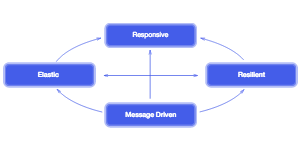 Responsive
Elastic
Resilient
Message Driven